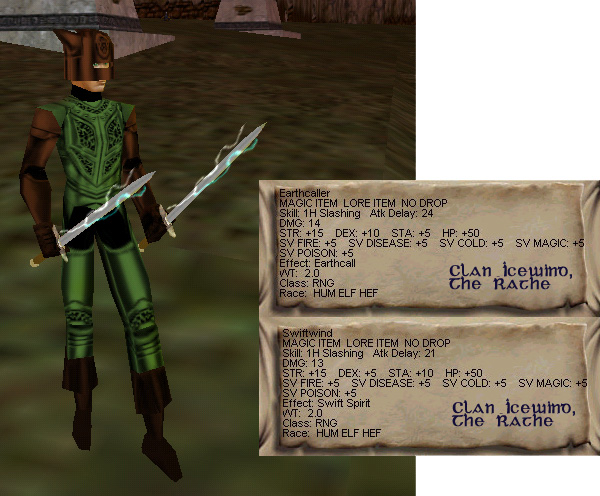 Earthcaller
MAGIC ITEM LORE ITEM NO DROP
Skill: 1H Slashing Atk Delay: 24
DMG: 14
STR: +15 DEX: +10 STA: +5 HP: +50
SV FIRE: +5 SV DISEASE: +5 SV COLD: +5 SV MAGIC: +5
SV POISON: +5
Effect: Earthcall
WT: 2.0
Class: RNG
Race: HUM ELF HEF
Clan Icewind,
The Rathe
Swiftwind
MAGIC ITEM LORE ITEM NO DROP
Skill: 1H Slashing Atk Delay: 21
DMG: 13
STR: +15 DEX: +5 STA: +10 HP: +50
SV FIRE: +5 SV DISEASE: +5 SV COLD: +5 SV MAGIC: +5
SV POISON: +5
Effect: Swift Spirit
WT: 2.0
Class: RNG
Race: HUM ELF HEF
Clan Icewind,
The Rathe